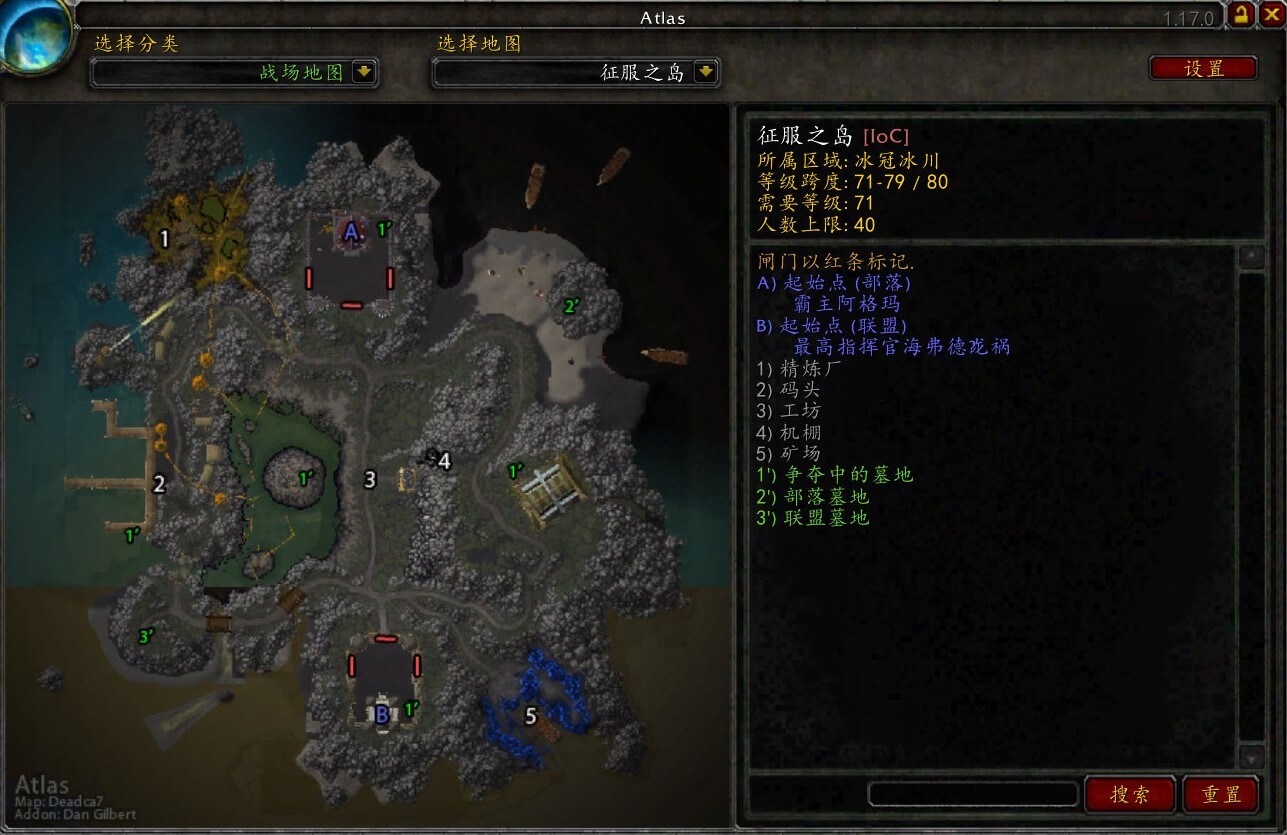 Atlas
1.17.0
选择分类
选择地图
战场地图
征服之岛
设置
征服之岛 [IoC]
所属区域: 冰冠冰川
等级跨度: 71-79 / 80
需要等级: 71
人数上限: 40
闸门以红条标记.
A) 起始点 (部落)
霸主阿格玛
B) 起始点 (联盟)
最高指挥官海弗德战祸
1) 精炼厂
2) 码头
3) 工坊
4) 机棚
5) 矿场
1') 争夺中的墓地
2') 部落墓地
3') 联盟墓地
A
1'
1
2'
1'
1'
4
3
2
1'
3'
B
1'
5
Atlas
Map: Deadca7
Addon: Dan Gilbert
搜索
重置